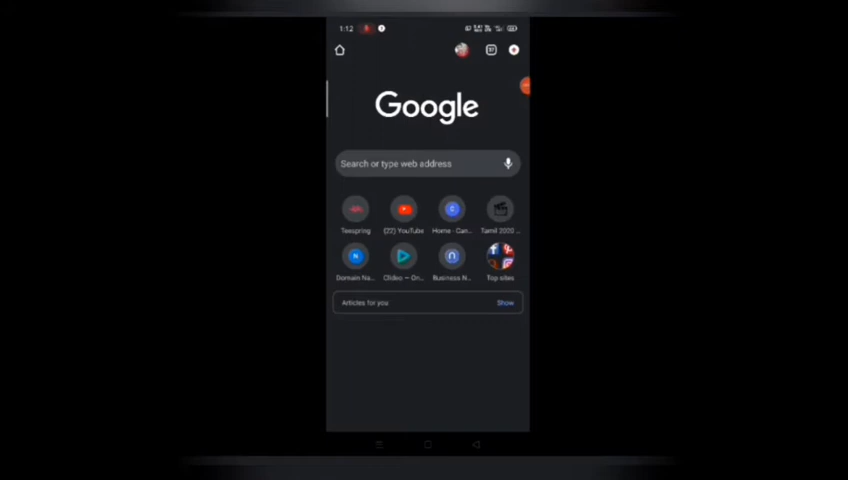 1:12
37
Google
Search or type web address
Teespring
(22) YouTube
Home - Can...
Tamil 2000 ...
Domain Na...
Clideo — On...
Business N...
Top sites
Articles for you
Show